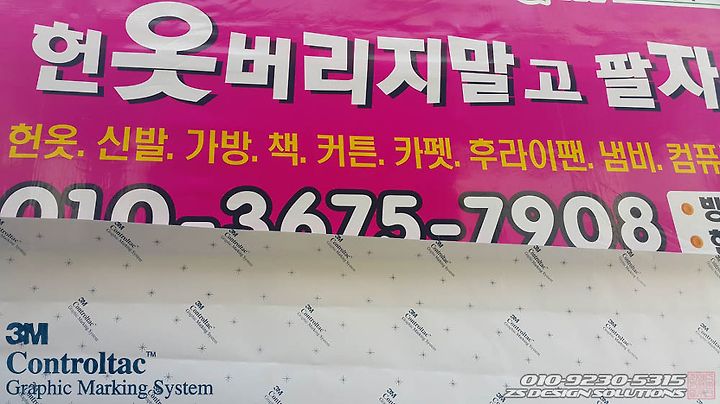 헌옷버리지말고 팔자
헌옷. 신발. 가방. 책. 커튼. 카펫. 후라이팬. 냄비. 컴퓨
010-3675-7908
3M
Controltac™
Graphic Marking System
010-9230-5315
ZS DESIGN SOLUTIONS